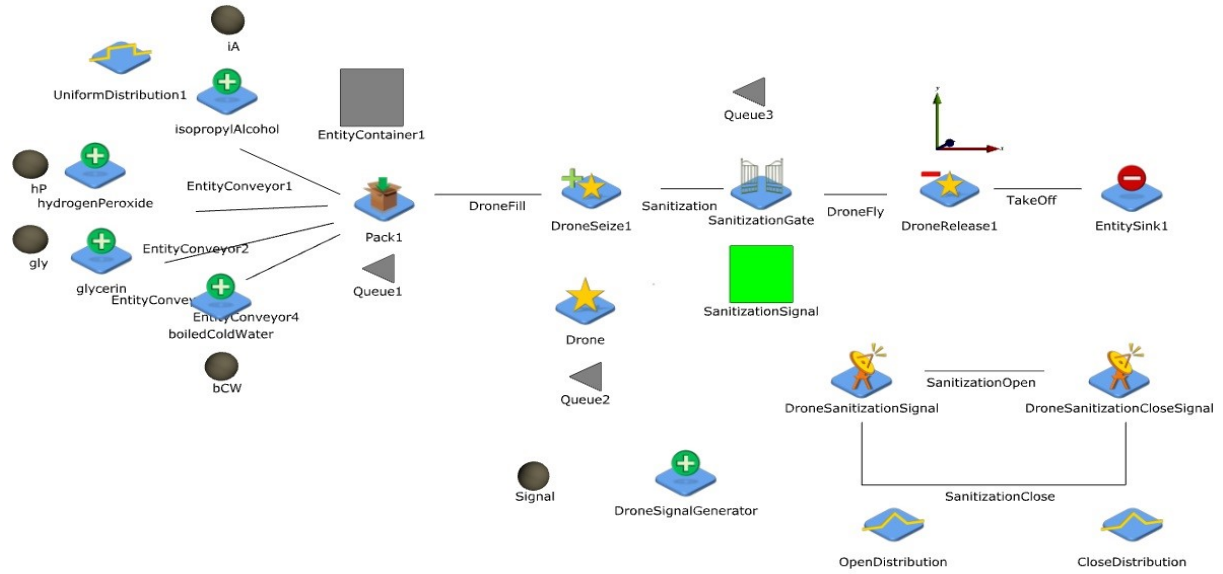 iA
UniformDistribution1
isopropylAlcohol
EntityContainer1
Queue3
y
x
hP
hydrogenPeroxide
EntityConveyor1
DroneFill
DroneSeize1
Sanitization
SanitizationGate
DroneFly
DroneRelease1
TakeOff
EntitySink1
Pack1
gly
glycerin
EntityConveyor2
Queue1
EntityConvey
EntityConveyor4
boiledColdWater
bCW
Drone
SanitizationSignal
Queue2
DroneSanitizationSignal
SanitizationOpen
DroneSanitizationCloseSignal
Signal
DroneSignalGenerator
SanitizationClose
OpenDistribution
CloseDistribution